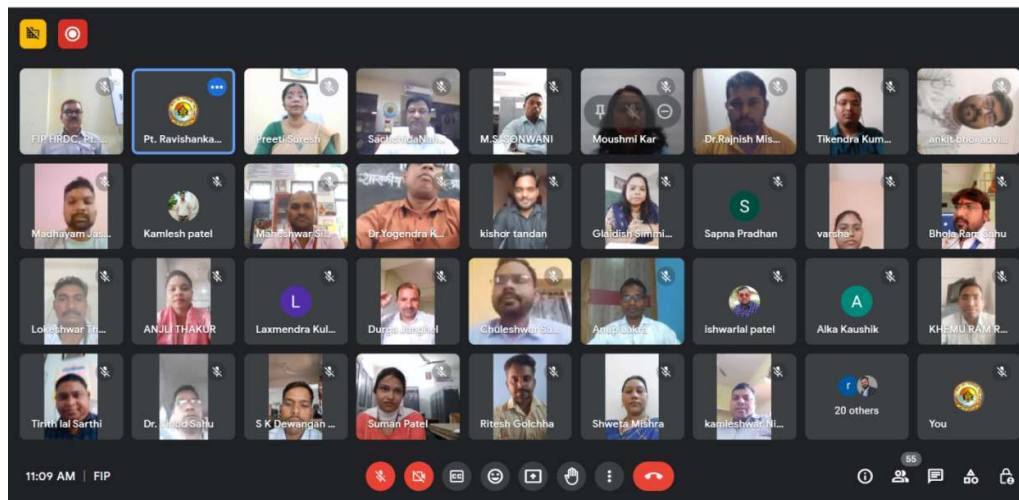 FIP HRDC, Pt....
Pt. Ravishanka...
Preeti Suresh
M.S.SONWANI
Moushmi Kar
Dr.Rajnish Mis...
Tikendra Kum...
Madhayam Jas...
Kamlesh patel
Maheshwar Si...
Dr.Yogendra K...
kishor tandan
Glaidish Simmi...
S
Sapna Pradhan
varsha
Bhola Ram Sahu
Lokeshwar Th...
ANJLI THAKUR
L
Laxmendra Kul...
Durga Janghel
Chuleshwar Sa...
ishwarlal patel
A
Alka Kaushik
KHEMU RAM R...
Tirith lal Sarthi
S K Dewangan ...
Suman Patel
Ritesh Golchha
Shweta Mishra
kamleshwar Ni...
r
20 others
You
11:09 AM | FIP
55